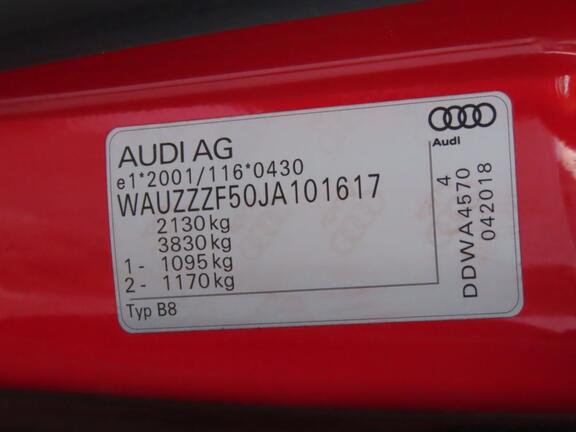 AUDI AG
e1*2001/116*0430
WAUZZZF50JA101617
2130 kg
3830 kg
1 - 1095 kg
2 - 1170 kg
Typ B8
Audi
4
DDWA4570
042018